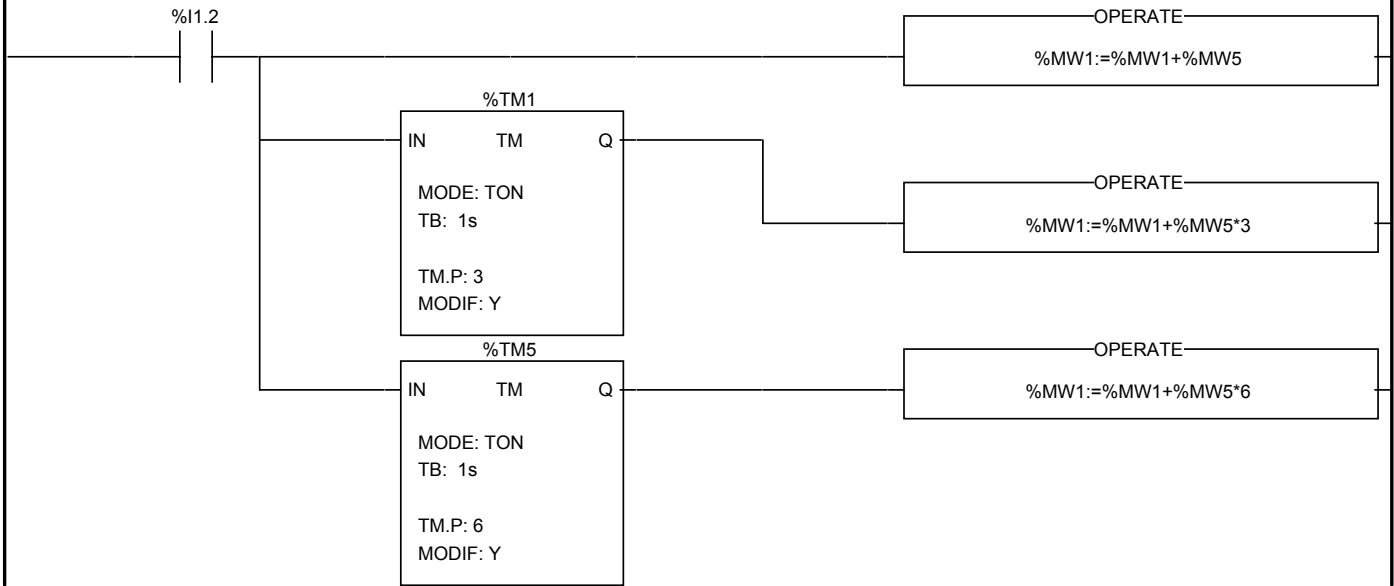 %I1.2
OPERATE
%MW1:=%MW1+%MW5
%TM1
IN TM Q
MODE: TON
TB: 1s
TM.P: 3
MODIF: Y
OPERATE
%MW1:=%MW1+%MW5*3
%TM5
IN TM Q
MODE: TON
TB: 1s
TM.P: 6
MODIF: Y
OPERATE
%MW1:=%MW1+%MW5*6